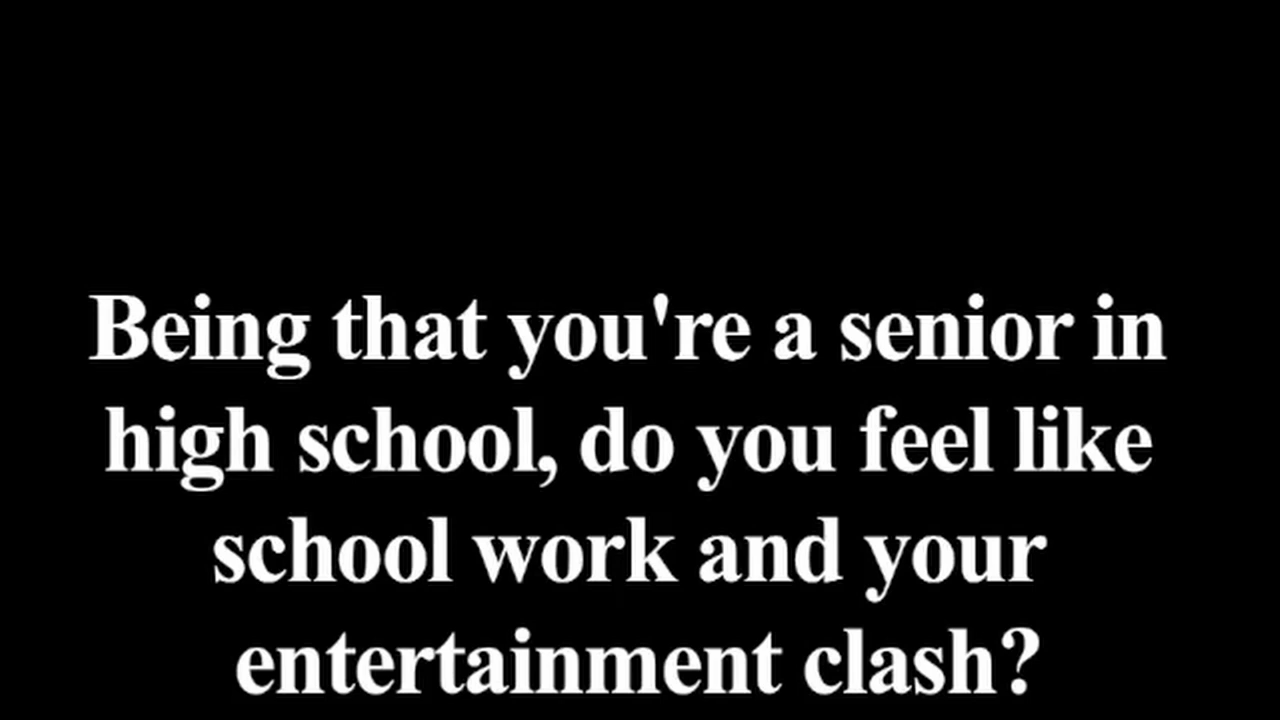 Being that you're a senior in
high school, do you feel like
school work and your
entertainment clash?